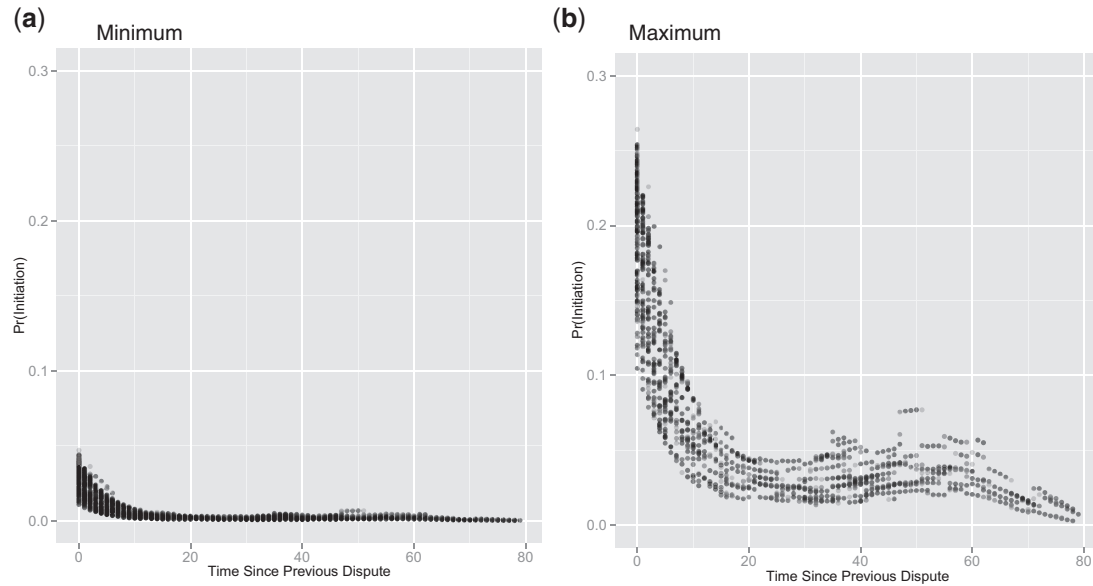 (a)
Minimum
0.3
0.2
0.1
0.0
Pr(Initiation)
0 20 40 60 80
Time Since Previous Dispute
(b)
Maximum
0.3
0.2
0.1
0.0
Pr(Initiation)
0 20 40 60 80
Time Since Previous Dispute